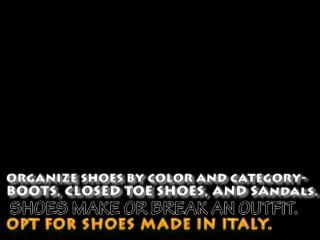 ORGANIZE SHOES BY COLOR AND CATEGORY-
BOOTS, CLOSED TOE SHOES, AND SANDALS.
SHOES MAKE OR BREAK AN OUTFIT.
OPT FOR SHOES MADE IN ITALY.